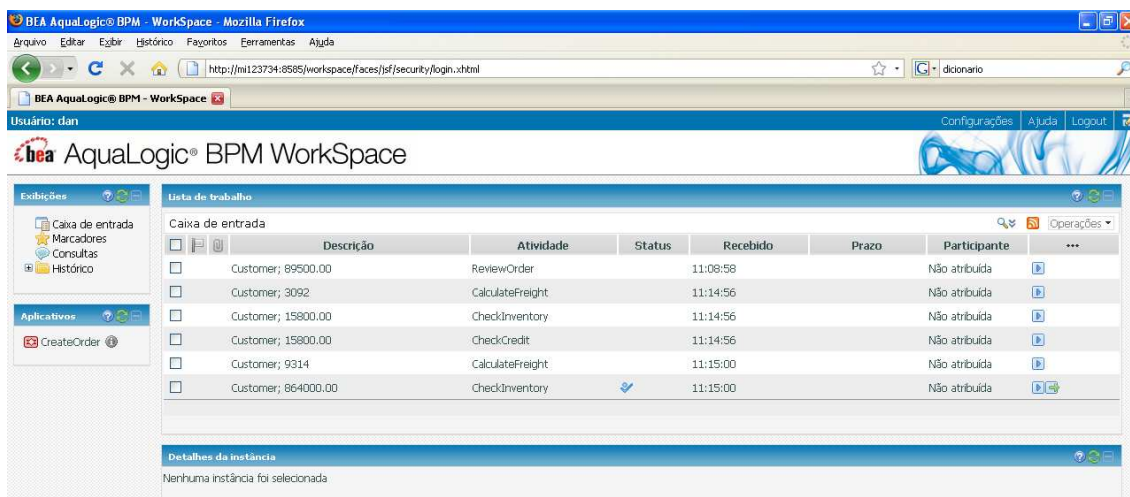 BEA AquaLogic® BPM - WorkSpace - Mozilla Firefox
Arquivo Editar Exibir Histórico Favoritos Ferramentas Ajuda
http://mi123734:8585/workspace/faces/jsf/security/login.xhtml G dicionario
BEA AquaLogic® BPM - WorkSpace
Usuário: dan Configurações Ajuda Logout
bea AquaLogic® BPM WorkSpace
Exibições
Caixa de entrada
Marcadores
Consultas
Histórico
Aplicativos
CreateOrder
Lista de trabalho
Caixa de entrada Operações
Descrição Atividade Status Recebido Prazo Participante •••
Customer; 89500.00 ReviewOrder 11:08:58 Não atribuída
Customer; 3092 CalculateFreight 11:14:56 Não atribuída
Customer; 15800.00 CheckInventory 11:14:56 Não atribuída
Customer; 15800.00 CheckCredit 11:14:56 Não atribuída
Customer; 9314 CalculateFreight 11:15:00 Não atribuída
Customer; 864000.00 CheckInventory 11:15:00 Não atribuída
Detalhes da instância
Nenhuma instância foi selecionada